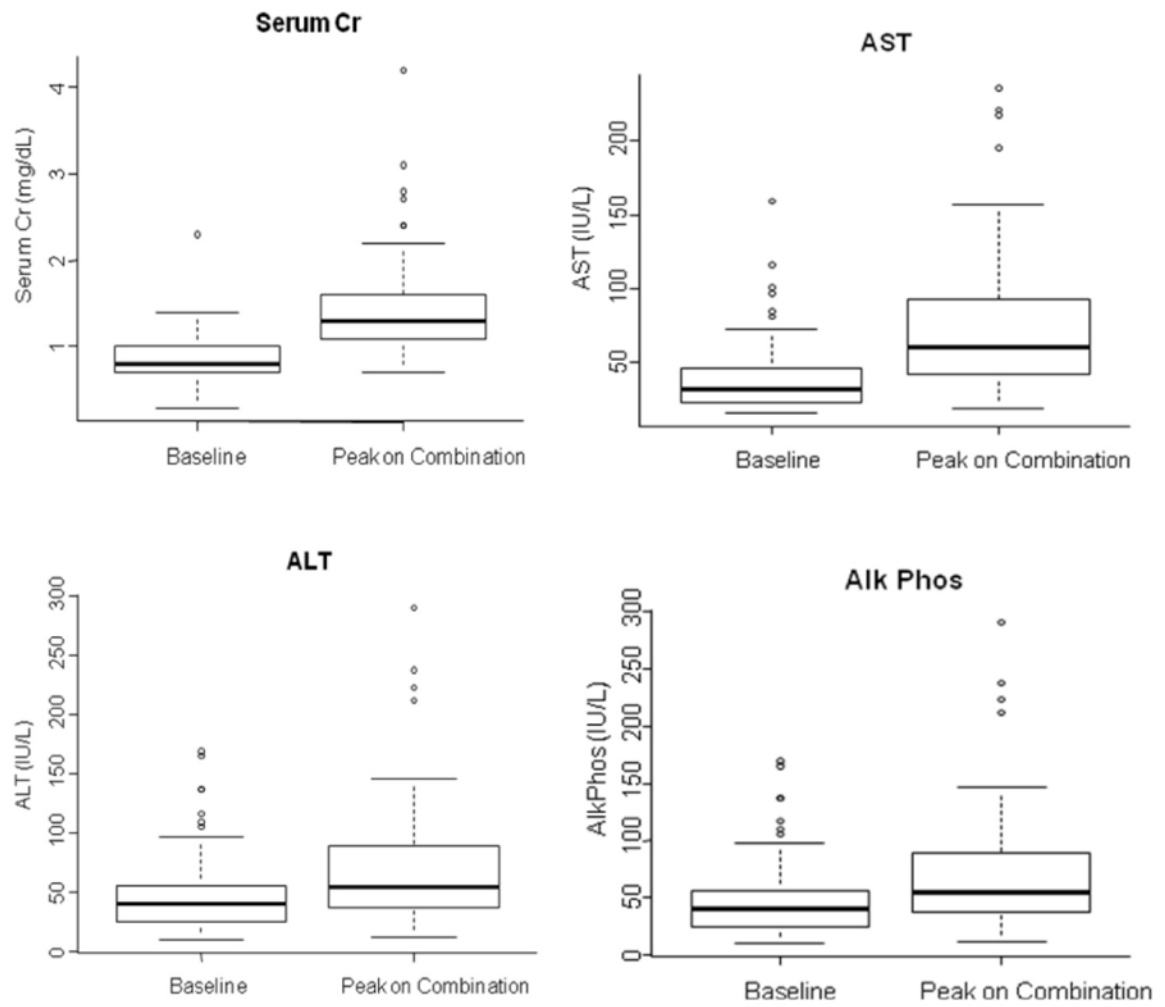 Serum Cr
Serum Cr (mg/dL)
4
3
2
1
Baseline
Peak on Combination
AST
AST (IU/L)
200
150
100
50
Baseline
Peak on Combination
ALT
ALT (IU/L)
300
250
200
150
100
50
0
Baseline
Peak on Combination
Alk Phos
AlkPhos (IU/L)
300
250
200
150
100
50
0
Baseline
Peak on Combination